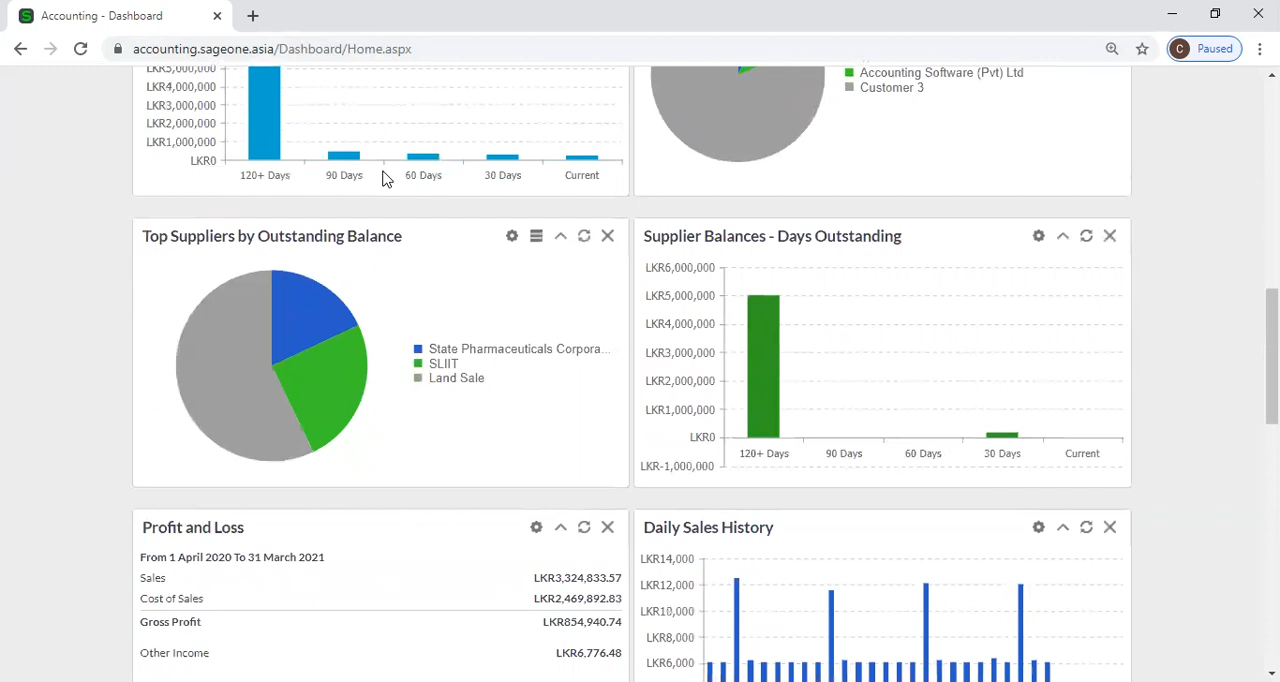 Accounting - Dashboard
accounting.sageone.asia/Dashboard/Home.aspx
C Paused
LKR5,000,000
LKR4,000,000
LKR3,000,000
LKR2,000,000
LKR1,000,000
LKR0
120+ Days 90 Days 60 Days 30 Days Current
Accounting Software (Pvt) Ltd
Customer 3
Top Suppliers by Outstanding Balance
State Pharmaceuticals Corpora...
SLIIT
Land Sale
Supplier Balances - Days Outstanding
LKR6,000,000
LKR5,000,000
LKR4,000,000
LKR3,000,000
LKR2,000,000
LKR1,000,000
LKR0
LKR-1,000,000
120+ Days 90 Days 60 Days 30 Days Current
Profit and Loss
From 1 April 2020 To 31 March 2021
Sales LKR3,324,833.57
Cost of Sales LKR2,469,892.83
Gross Profit LKR854,940.74
Other Income LKR6,776.48
Daily Sales History
LKR14,000
LKR12,000
LKR10,000
LKR8,000
LKR6,000